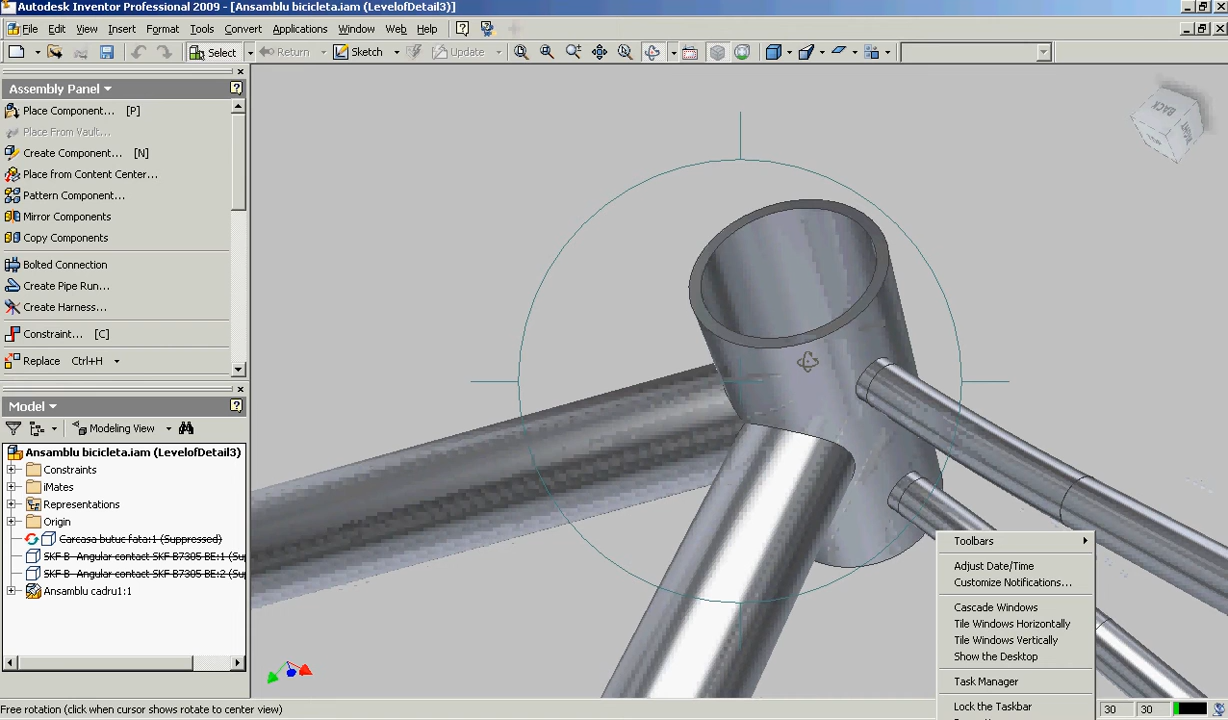 Autodesk Inventor Professional 2009 - [Ansamblu bicicleta.iam (LevelofDetail3)]
File Edit View Insert Format Tools Convert Applications Window Web Help
Select Return Sketch Update
Assembly Panel
Place Component... [P]
Place From Vault...
Create Component... [N]
Place from Content Center...
Pattern Component...
Mirror Components
Copy Components
Bolted Connection
Create Pipe Run...
Create Harness...
Constraint... [C]
Replace Ctrl+H
Model
Modeling View
Ansamblu bicicleta.iam (LevelofDetail3)
Constraints
iMates
Representations
Origin
Carcasa butuc fata:1 (Suppressed)
SKF B Angular contact SKF B7305 BE:1 (Su
SKF B Angular contact SKF B7305 BE:2 (Su
Ansamblu cadru1:1
BACK
RIGHT
Toolbars
Adjust Date/Time
Customize Notifications...
Cascade Windows
Tile Windows Horizontally
Tile Windows Vertically
Show the Desktop
Task Manager
Lock the Taskbar
Free rotation (click when cursor shows rotate to center view)
30 30